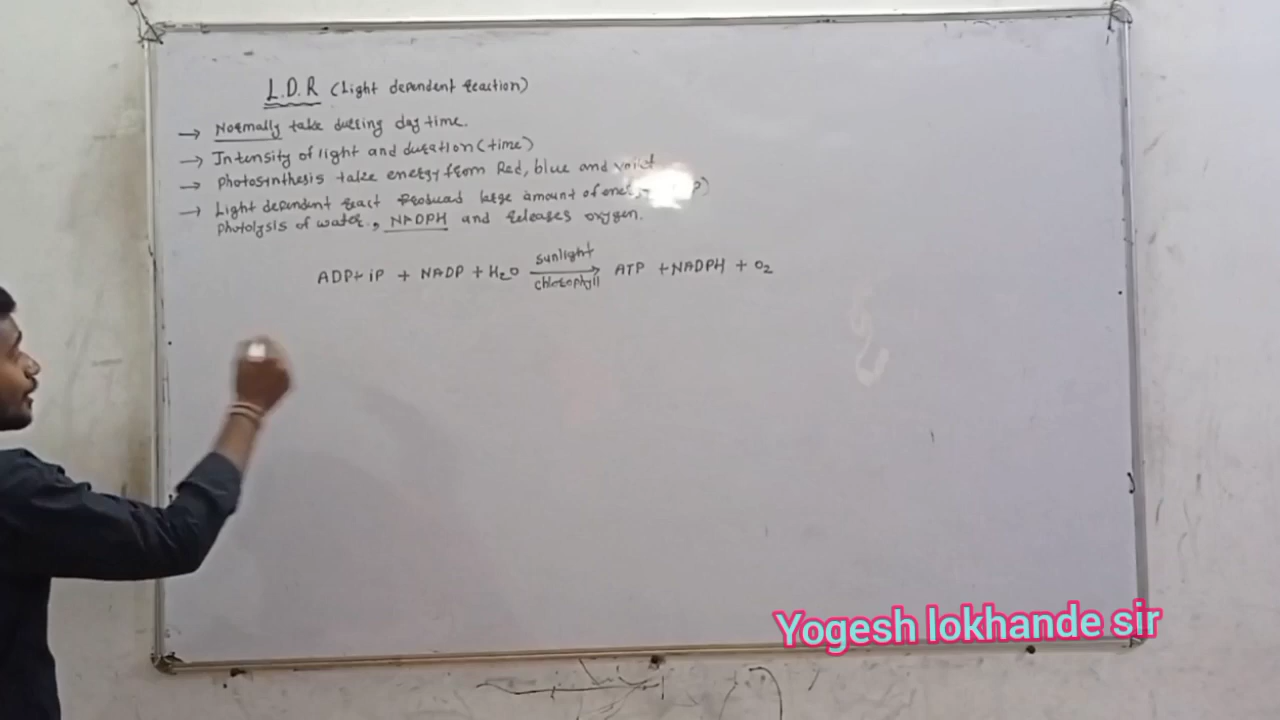 L.D.R (Light dependent reaction)
→ Normally take during day time.
→ Intensity of light and duration (time)
→ Photosynthesis take energy from Red, blue and voilet
→ Light dependent react Produced large amount of
photolysis of water, NADPH and releases oxygen.
ADP+ iP + NADP + H2O sunlight → chlorophyll ATP + NADPH + O2
Yogesh lokhande sir